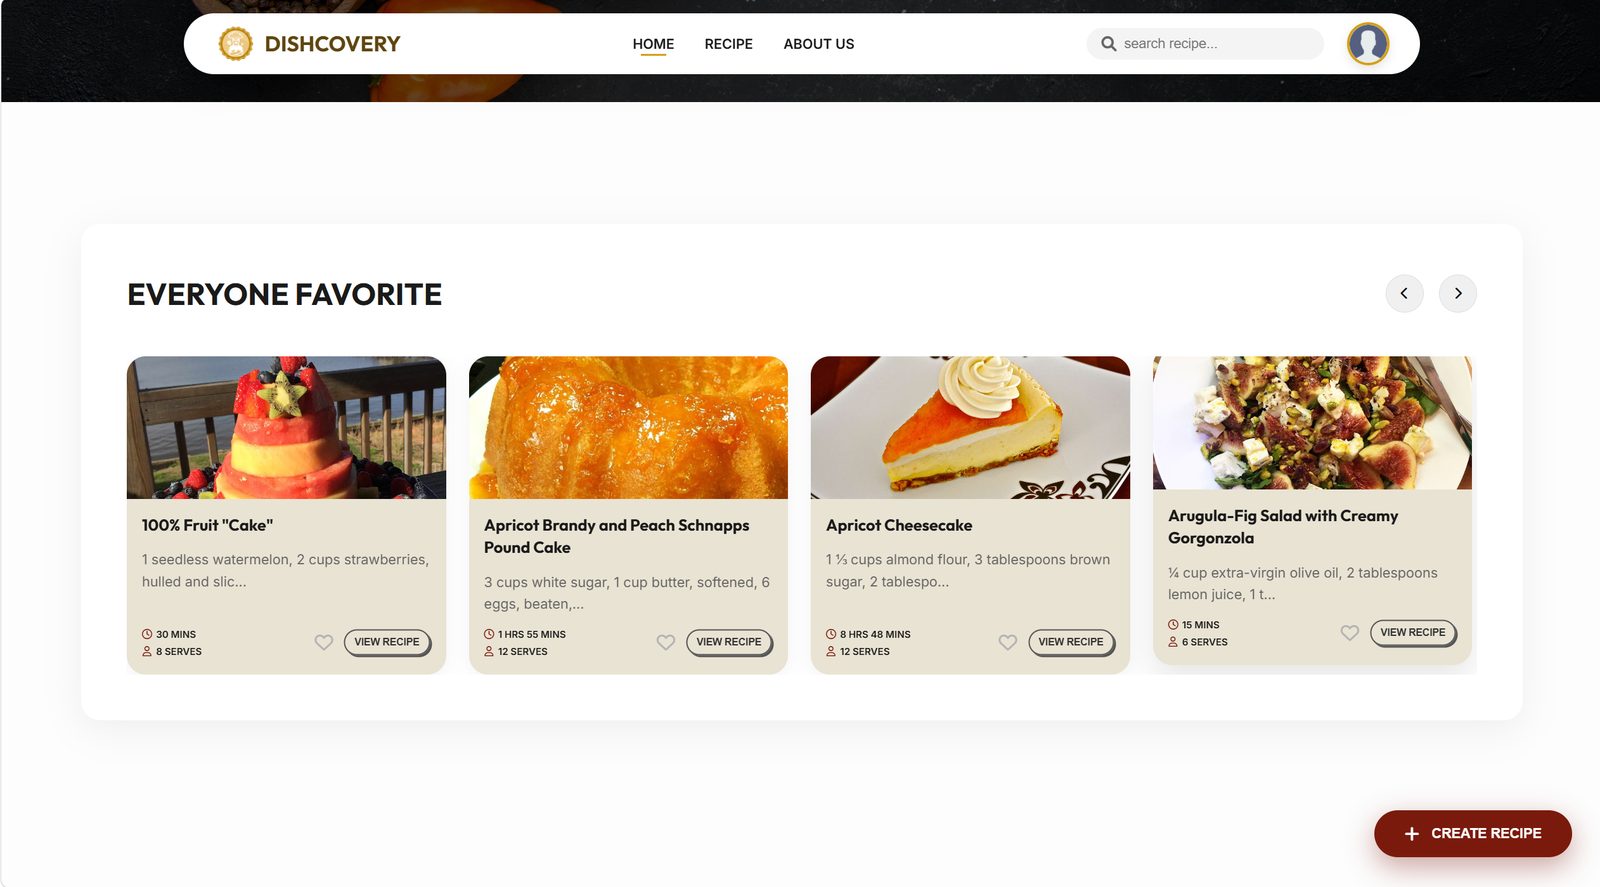 DISHCOVERY
HOME RECIPE ABOUT US
search recipe...
EVERYONE FAVORITE
100% Fruit "Cake"
1 seedless watermelon, 2 cups strawberries,
hulled and slic...
30 MINS
8 SERVES
VIEW RECIPE
Apricot Brandy and Peach Schnapps
Pound Cake
3 cups white sugar, 1 cup butter, softened, 6
eggs, beaten,...
1 HRS 55 MINS
12 SERVES
VIEW RECIPE
Apricot Cheesecake
1 ⅓ cups almond flour, 3 tablespoons brown
sugar, 2 tablespo...
8 HRS 48 MINS
12 SERVES
VIEW RECIPE
Arugula-Fig Salad with Creamy
Gorgonzola
¼ cup extra-virgin olive oil, 2 tablespoons
lemon juice, 1 t...
15 MINS
6 SERVES
VIEW RECIPE
CREATE RECIPE